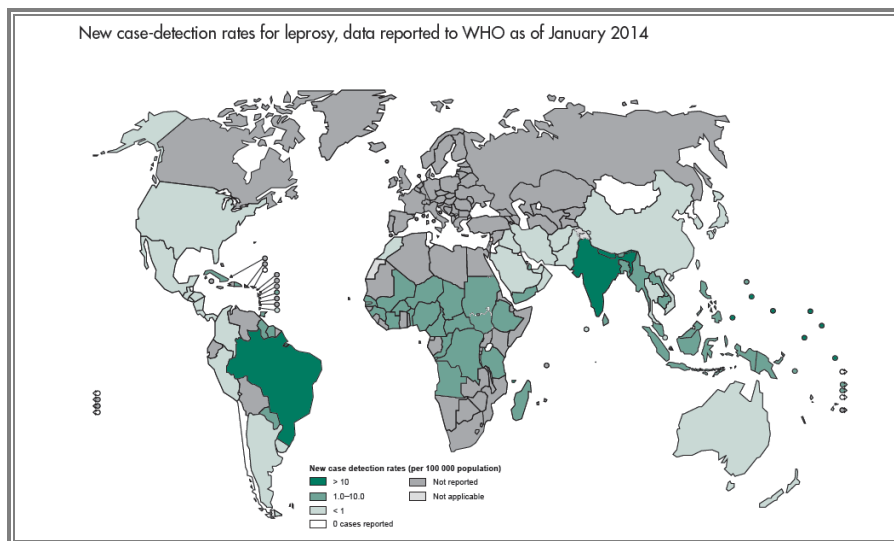 New case-detection rates for leprosy, data reported to WHO as of January 2014
New case detection rates (per 100 000 population)
> 10
1.0–10.0
< 1
0 cases reported
Not reported
Not applicable